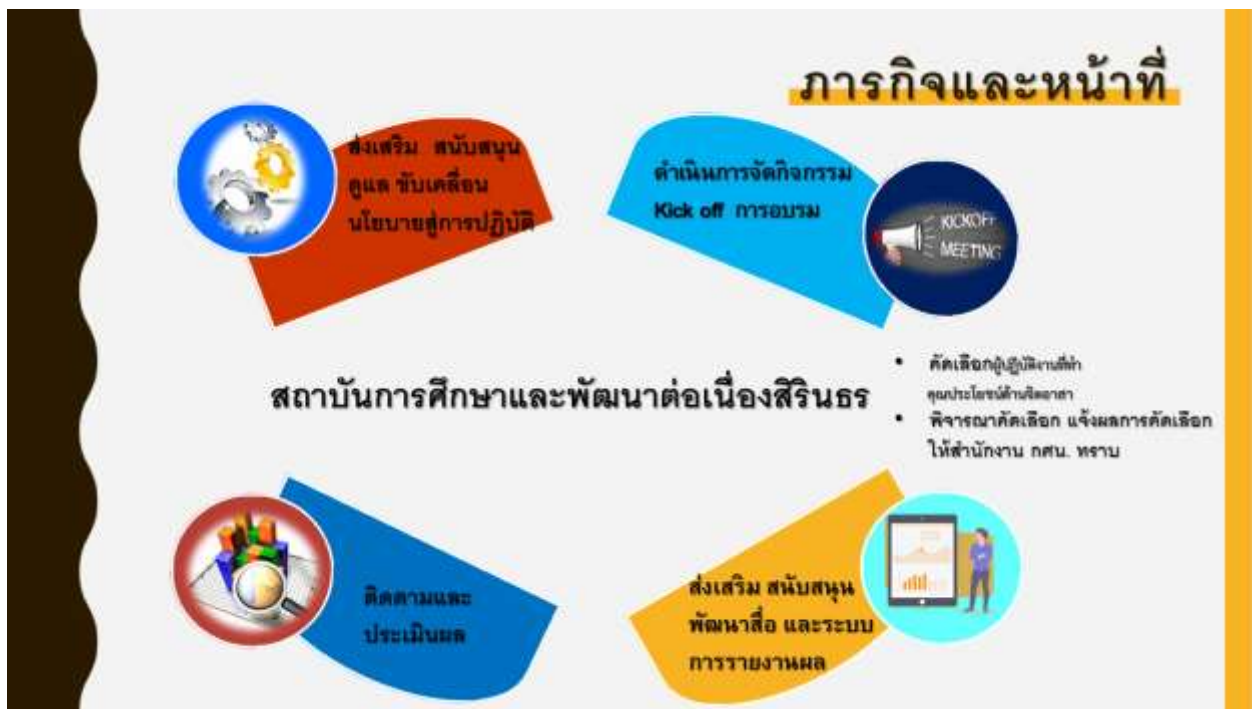 ภารกิจและหน้าที่
ส่งเสริม สนับสนุน
ดูแล ขับเคลื่อน
นโยบายสู่การปฏิบัติ
ดำเนินการจัดกิจกรรม
Kick off การอบรม
KICKOFF
MEETING
สถาบันการศึกษาและพัฒนาต่อเนื่องสิรินธร
• คัดเลือกผู้ปฏิบัติงานที่ทำ
คุณประโยชน์ด้านจิตอาสา
• พิจารณาคัดเลือก แจ้งผลการคัดเลือก
ให้สำนักงาน กศน. ทราบ
ติดตามและ
ประเมินผล
ส่งเสริม สนับสนุน
พัฒนาสื่อ และระบบ
การรายงานผล